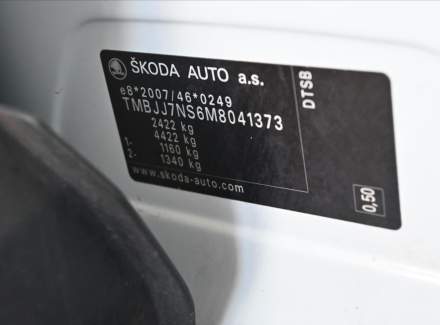 ŠKODA AUTO a.s.
e8*2007/46*0249
TMBJJ7NS6M8041373
2422 kg
4422 kg
1- 1160 kg
2- 1340 kg
www.skoda-auto.com
DTSB
0,50